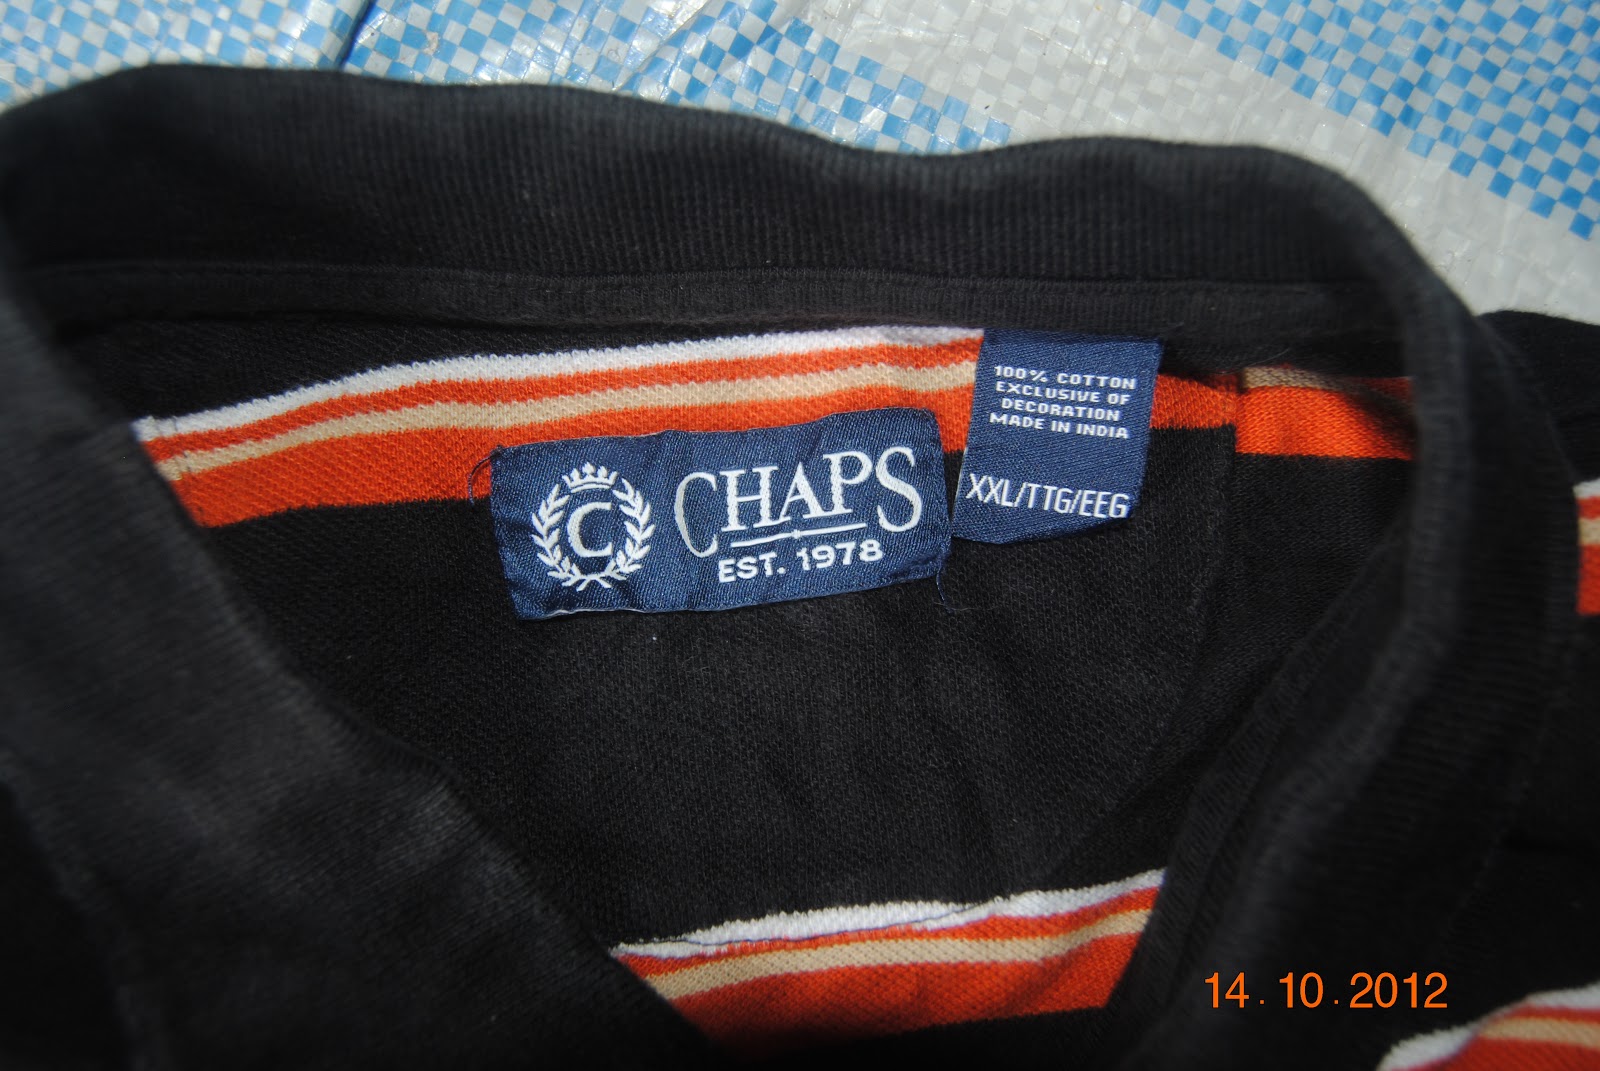 C
CHAPS
EST. 1978
100% COTTON
EXCLUSIVE OF
DECORATION
MADE IN INDIA
XXL/TTG/EEG
14.10.2012